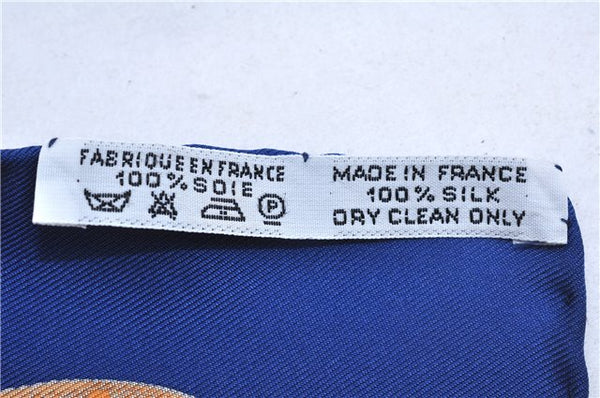 FABRIQUE EN FRANCE
100% SOIE
P
MADE IN FRANCE
100% SILK
DRY CLEAN ONLY